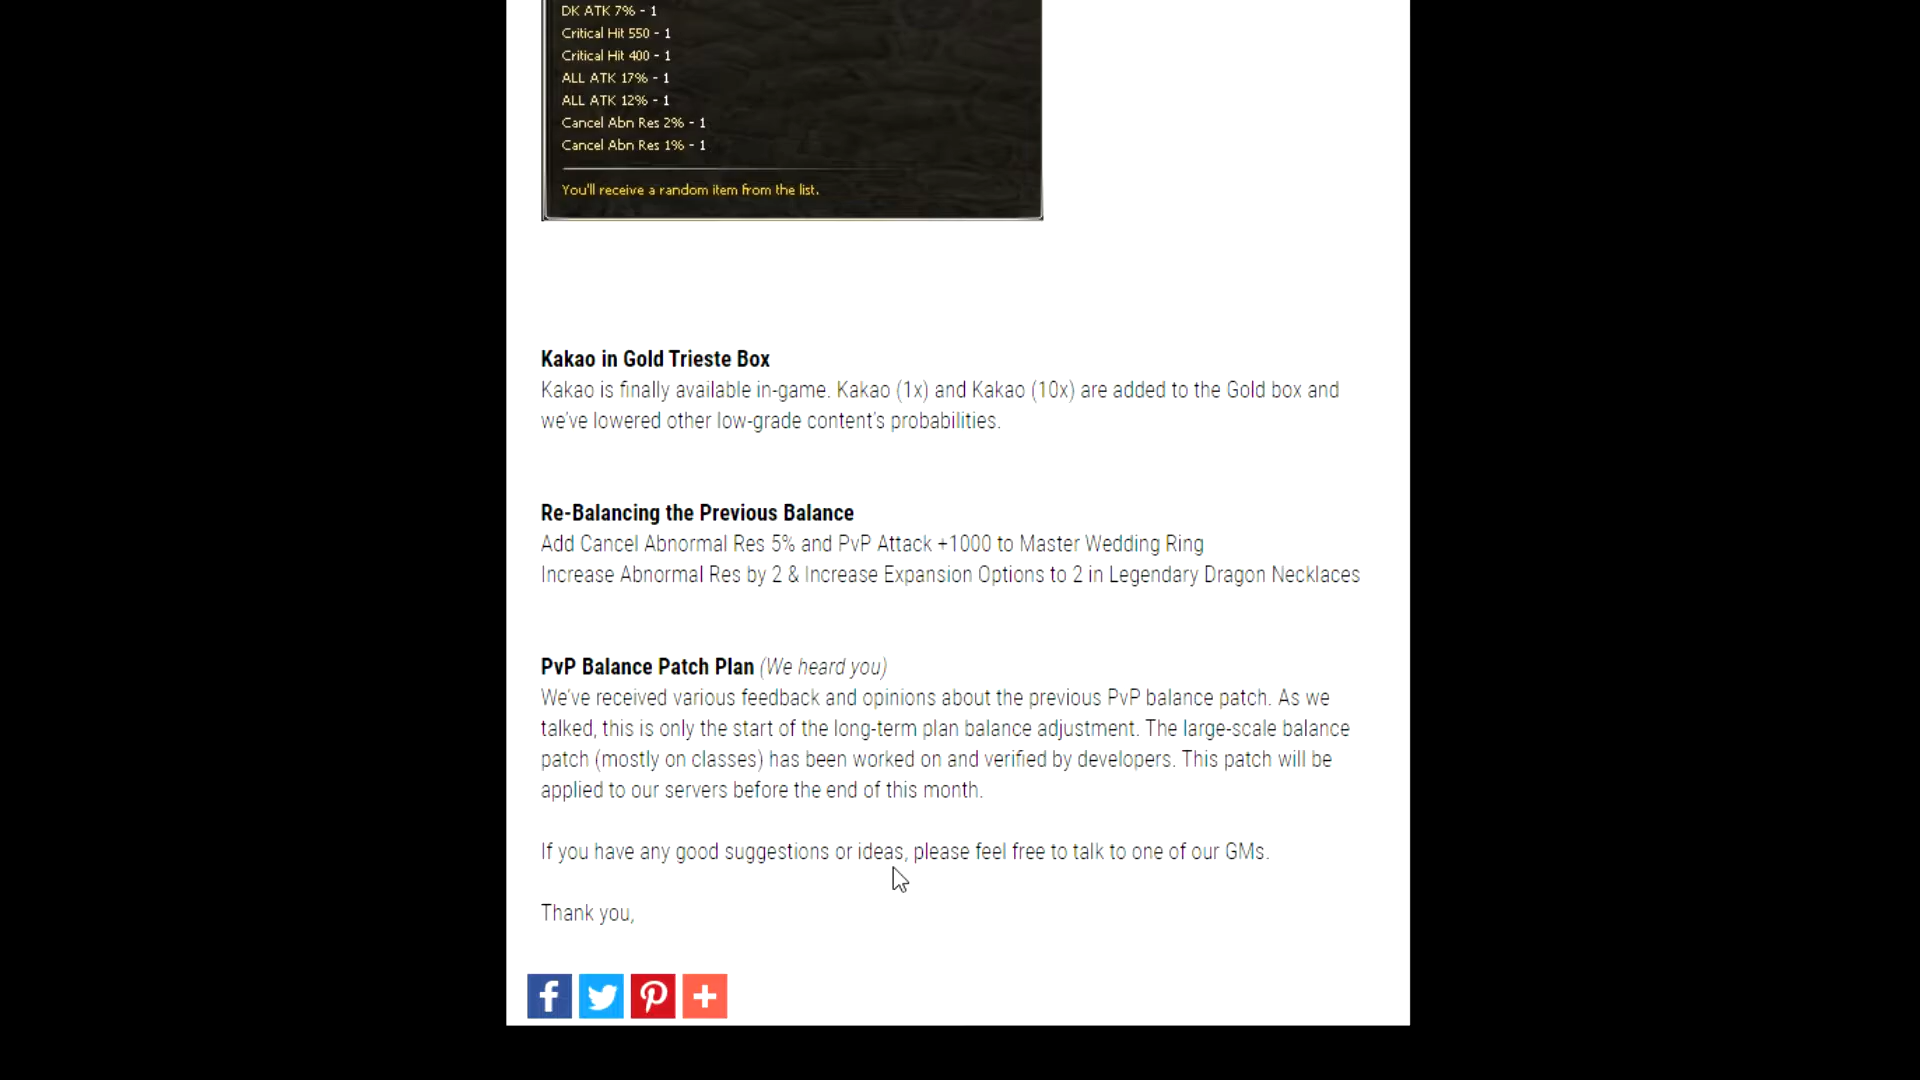 DK ATK 7% - 1
Critical Hit 550 - 1
Critical Hit 400 - 1
ALL ATK 17% - 1
ALL ATK 12% - 1
Cancel Abn Res 2% - 1
Cancel Abn Res 1% - 1
You'll receive a random item from the list.
Kakao in Gold Trieste Box
Kakao is finally available in-game. Kakao (1x) and Kakao (10x) are added to the Gold box and
we've lowered other low-grade content's probabilities.
Re-Balancing the Previous Balance
Add Cancel Abnormal Res 5% and PvP Attack +1000 to Master Wedding Ring
Increase Abnormal Res by 2 & Increase Expansion Options to 2 in Legendary Dragon Necklaces
PvP Balance Patch Plan (We heard you)
We've received various feedback and opinions about the previous PvP balance patch. As we
talked, this is only the start of the long-term plan balance adjustment. The large-scale balance
patch (mostly on classes) has been worked on and verified by developers. This patch will be
applied to our servers before the end of this month.
If you have any good suggestions or ideas, please feel free to talk to one of our GMs.
Thank you,